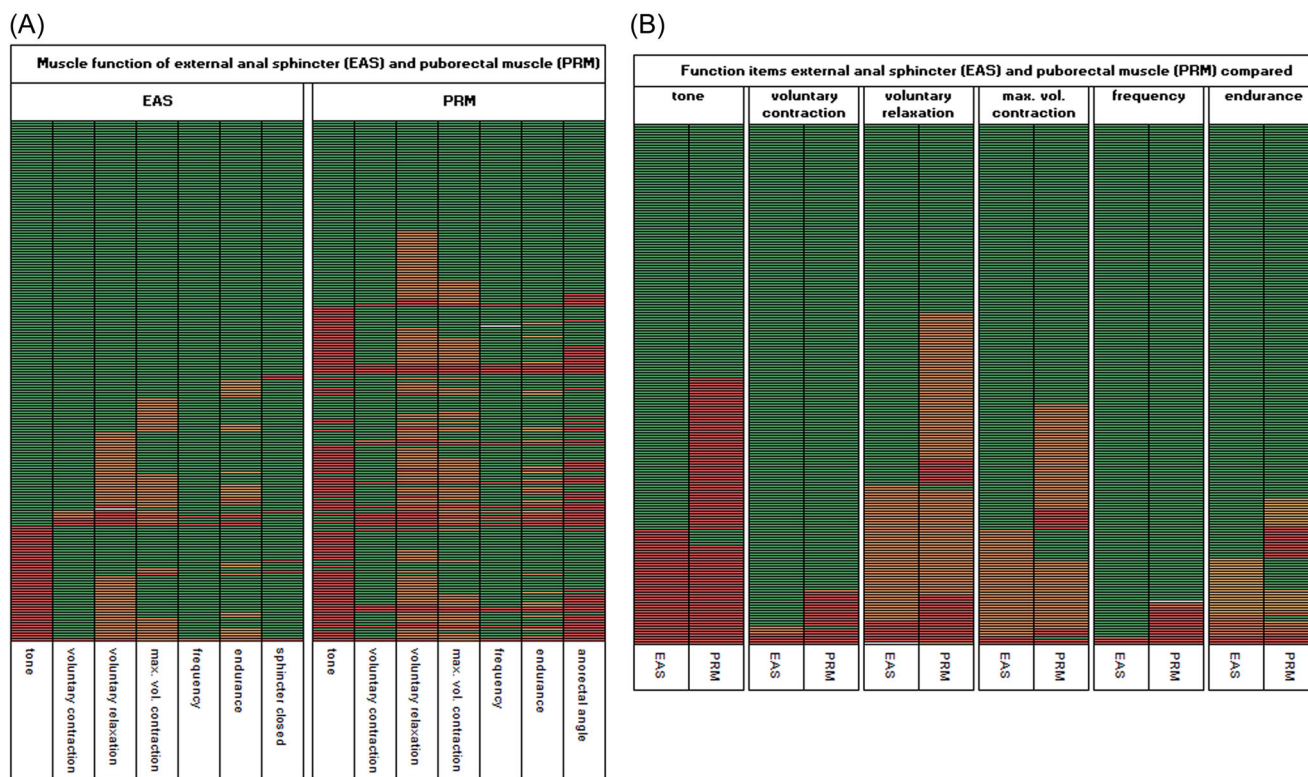 (A)
Muscle function of external anal sphincter (EAS) and puborectal muscle (PRM)
EAS
PRM
tone
voluntary contraction
voluntary relaxation
max. vol. contraction
frequency
endurance
sphincter closed
tone
voluntary contraction
voluntary relaxation
max. vol. contraction
frequency
endurance
anorectal angle
(B)
Function items external anal sphincter (EAS) and puborectal muscle (PRM) compared
tone
voluntary
contraction
voluntary
relaxation
max. vol.
contraction
frequency
endurance
EAS
PRM
EAS
PRM
EAS
PRM
EAS
PRM
EAS
PRM
EAS
PRM